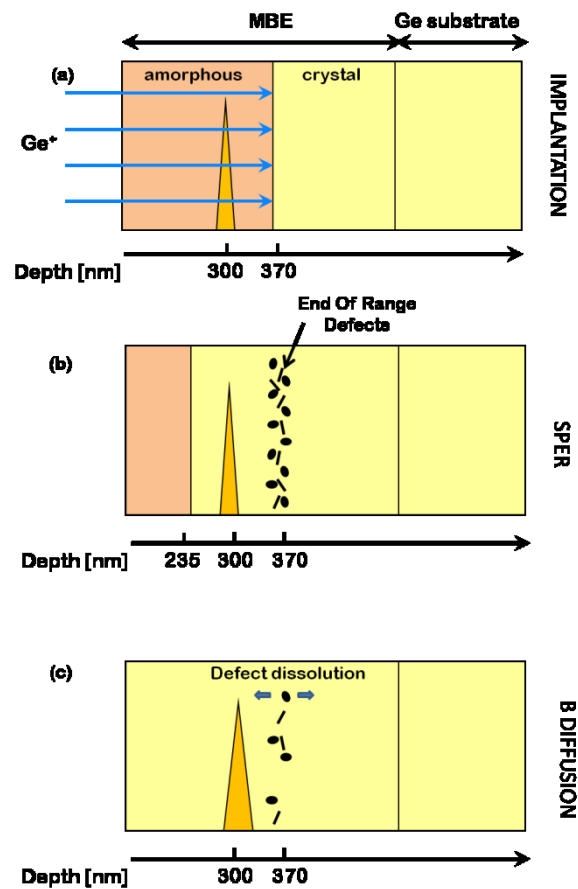 MBE Ge substrate
(a) amorphous crystal
Ge⁺
IMPLANTATION
Depth [nm] 300 370
End Of Range
Defects
(b)
SPER
Depth [nm] 235 300 370
(c) Defect dissolution
B DIFFUSION
Depth [nm] 300 370